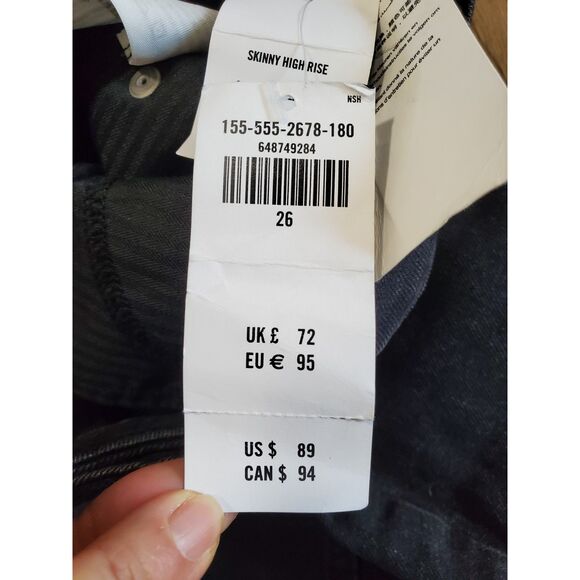 SKINNY HIGH RISE
NSH
155-555-2678-180
648749284
26
UK £ 72
EU € 95
US $ 89
CAN $ 94